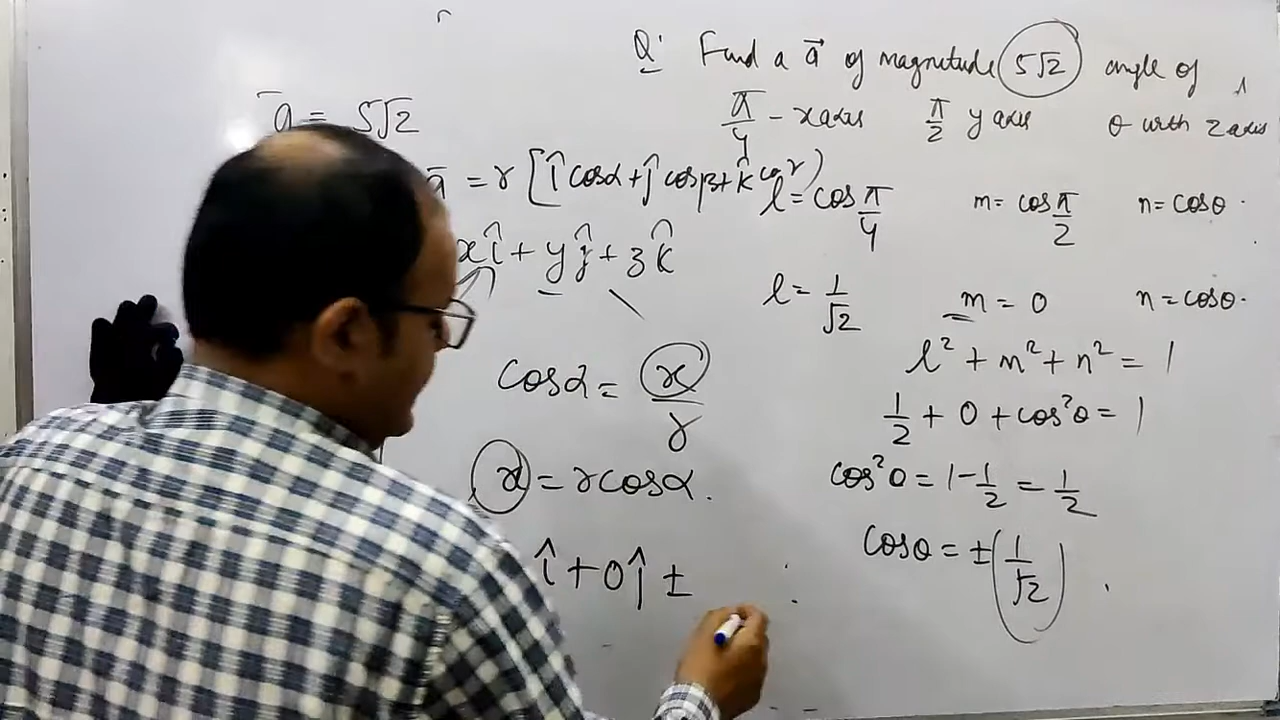 Q. Find a a⃗ of magnitude 5√2 angle of
π/4 - x axis π/2 y axis θ with z axis
a = 5√2
a̅ = r [î cosα + ĵ cosβ + k̂ cosγ)
l = cos π/4 m = cos π/2 n = cosθ.
xî + yĵ + zk̂
l = 1/√2 m = 0 n = cosθ.
l² + m² + n² = 1
cosα = x/r
1/2 + 0 + cos²θ = 1
x = r cosα.
cos²θ = 1 - 1/2 = 1/2
cosθ = ± (1/√2)
î + 0ĵ ±